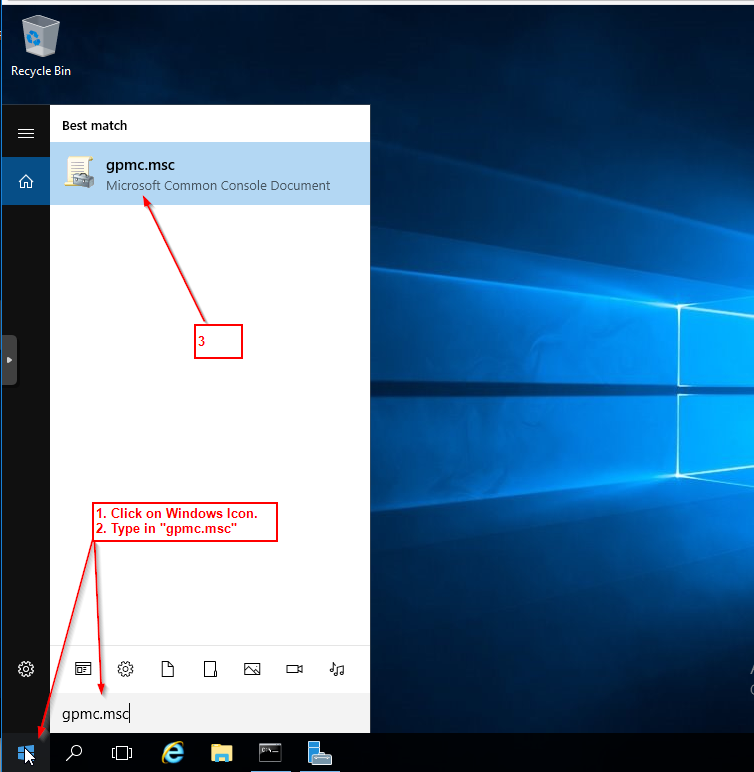 Recycle Bin
Best match
gpmc.msc
Microsoft Common Console Document
3
1. Click on Windows Icon.
2. Type in "gpmc.msc"
gpmc.msc